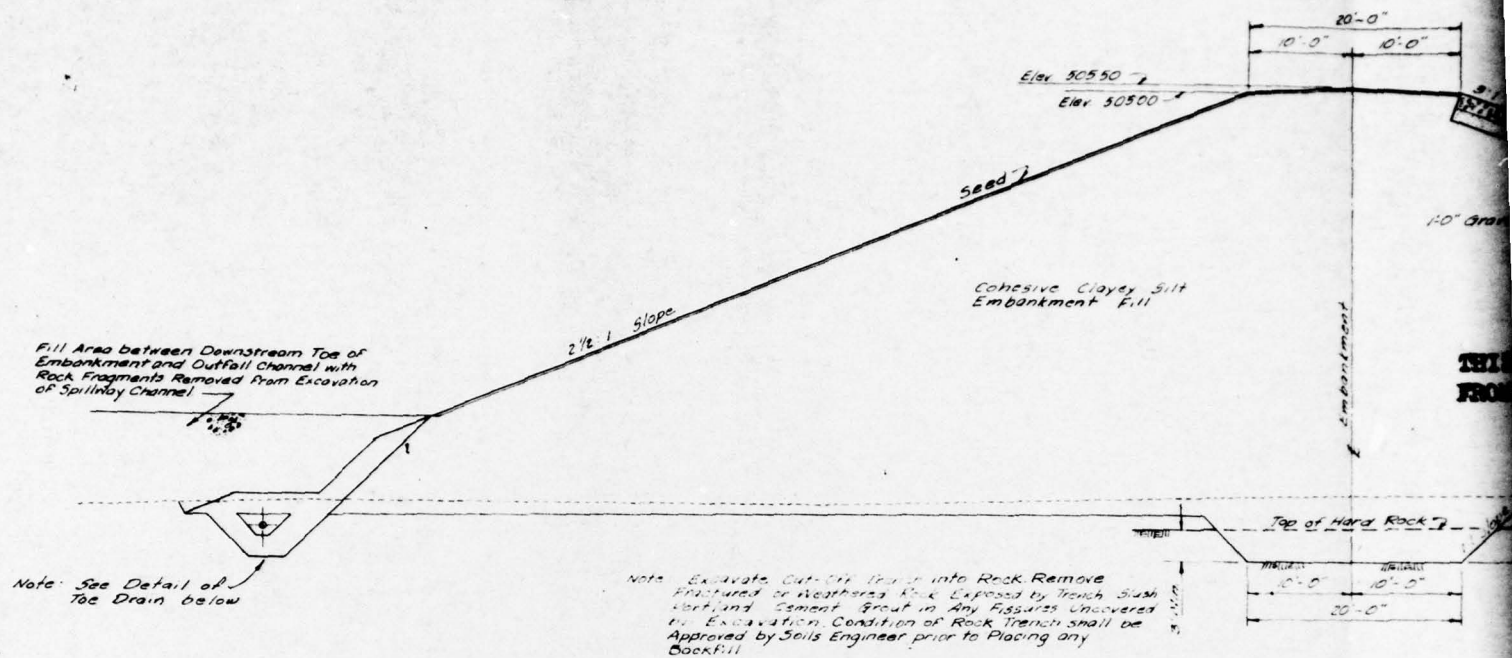 20'-0"
10'-0" 10'-0"
Elev 505.50
Elev 505.00
3:1
Seed
1'-0" Grav
Cohesive Clayey Silt
Embankment Fill
2 1/2 : 1 Slope
Fill Area between Downstream Toe of
Embankment and Outfall Channel with
Rock Fragments Removed From Excavation
of Spillway Channel
Embankment
THIS
FROM
1
Top of Hard Rock
Note: See Detail of
Toe Drain below
Note Excavate Cut-Off Trench into Rock. Remove
Fractured or Weathered Rock Exposed by Trench Slush
Portland Cement Grout in Any Fissures Uncovered
Excavation. Condition of Rock Trench shall be
Approved by Soils Engineer prior to Placing any
Backfill
10'-0" 10'-0"
20'-0"